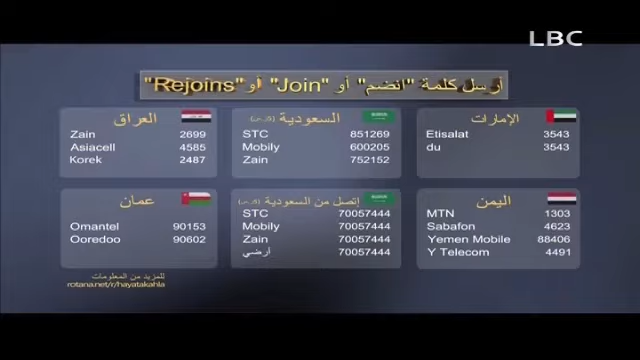 LBC
أرسل كلمة "انضم" أو "Join" أو "Rejoins"
العراق
Zain 2699
Asiacell 4585
Korek 2487
السعودية
STC 851269
Mobily 600205
Zain 752152
الإمارات
Etisalat 3543
du 3543
عمان
Omantel 90153
Ooredoo 90602
إتصل من السعودية
STC 70057444
Mobily 70057444
Zain 70057444
أرضي 70057444
اليمن
MTN 1303
Sabafon 4623
Yemen Mobile 88406
Y Telecom 4491
للمزيد من المعلومات
rotana.net/r/hayatakahla